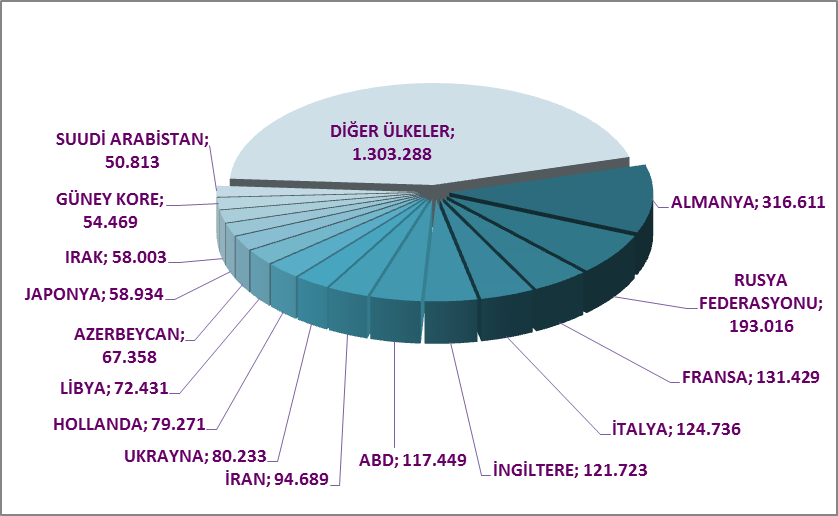 DİĞER ÜLKELER;
1.303.288
ALMANYA; 316.611
RUSYA
FEDERASYONU;
193.016
FRANSA; 131.429
İTALYA; 124.736
İNGİLTERE; 121.723
ABD; 117.449
İRAN; 94.689
UKRAYNA; 80.233
HOLLANDA; 79.271
LİBYA; 72.431
AZERBEYCAN;
67.358
JAPONYA; 58.934
IRAK; 58.003
GÜNEY KORE;
54.469
SUUDİ ARABİSTAN;
50.813